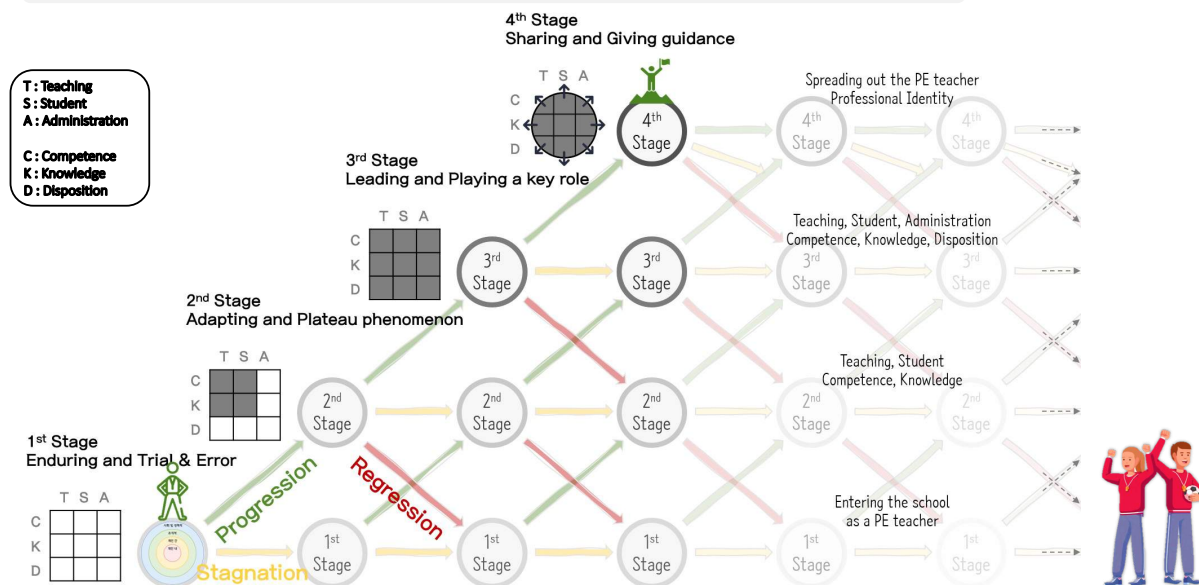 4th Stage
Sharing and Giving guidance
T : Teaching
S : Student
A : Administration
C : Competence
K : Knowledge
D : Disposition
T S A
C
K
D
4th
Stage
Spreading out the PE teacher
Professional Identity
4th
Stage
4th
Stage
3rd Stage
Leading and Playing a key role
T S A
C
K
D
3rd
Stage
3rd
Stage
Teaching, Student, Administration
Competence, Knowledge, Disposition
3rd
Stage
3rd
Stage
2nd Stage
Adapting and Plateau phenomenon
T S A
C
K
D
2nd
Stage
2nd
Stage
2nd
Stage
Teaching, Student
Competence, Knowledge
2nd
Stage
2nd
Stage
1st Stage
Enduring and Trial & Error
T S A
C
K
D
Progression
Regression
Stagnation
1st
Stage
1st
Stage
1st
Stage
Entering the school
as a PE teacher
1st
Stage
1st
Stage